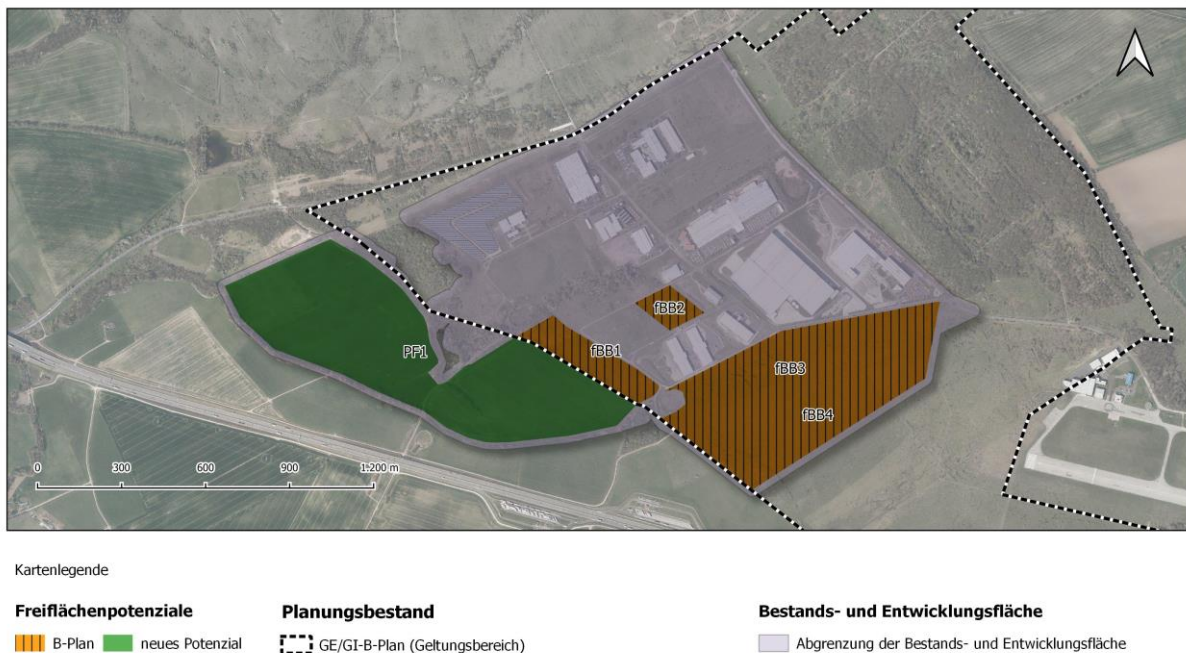 fBB2
PF1
fBB1
fBB3
fBB4
0 300 600 900 1.200 m
Kartenlegende
Freiflächenpotenziale Planungsbestand Bestands- und Entwicklungsfläche
B-Plan neues Potenzial GE/GI-B-Plan (Geltungsbereich) Abgrenzung der Bestands- und Entwicklungsfläche